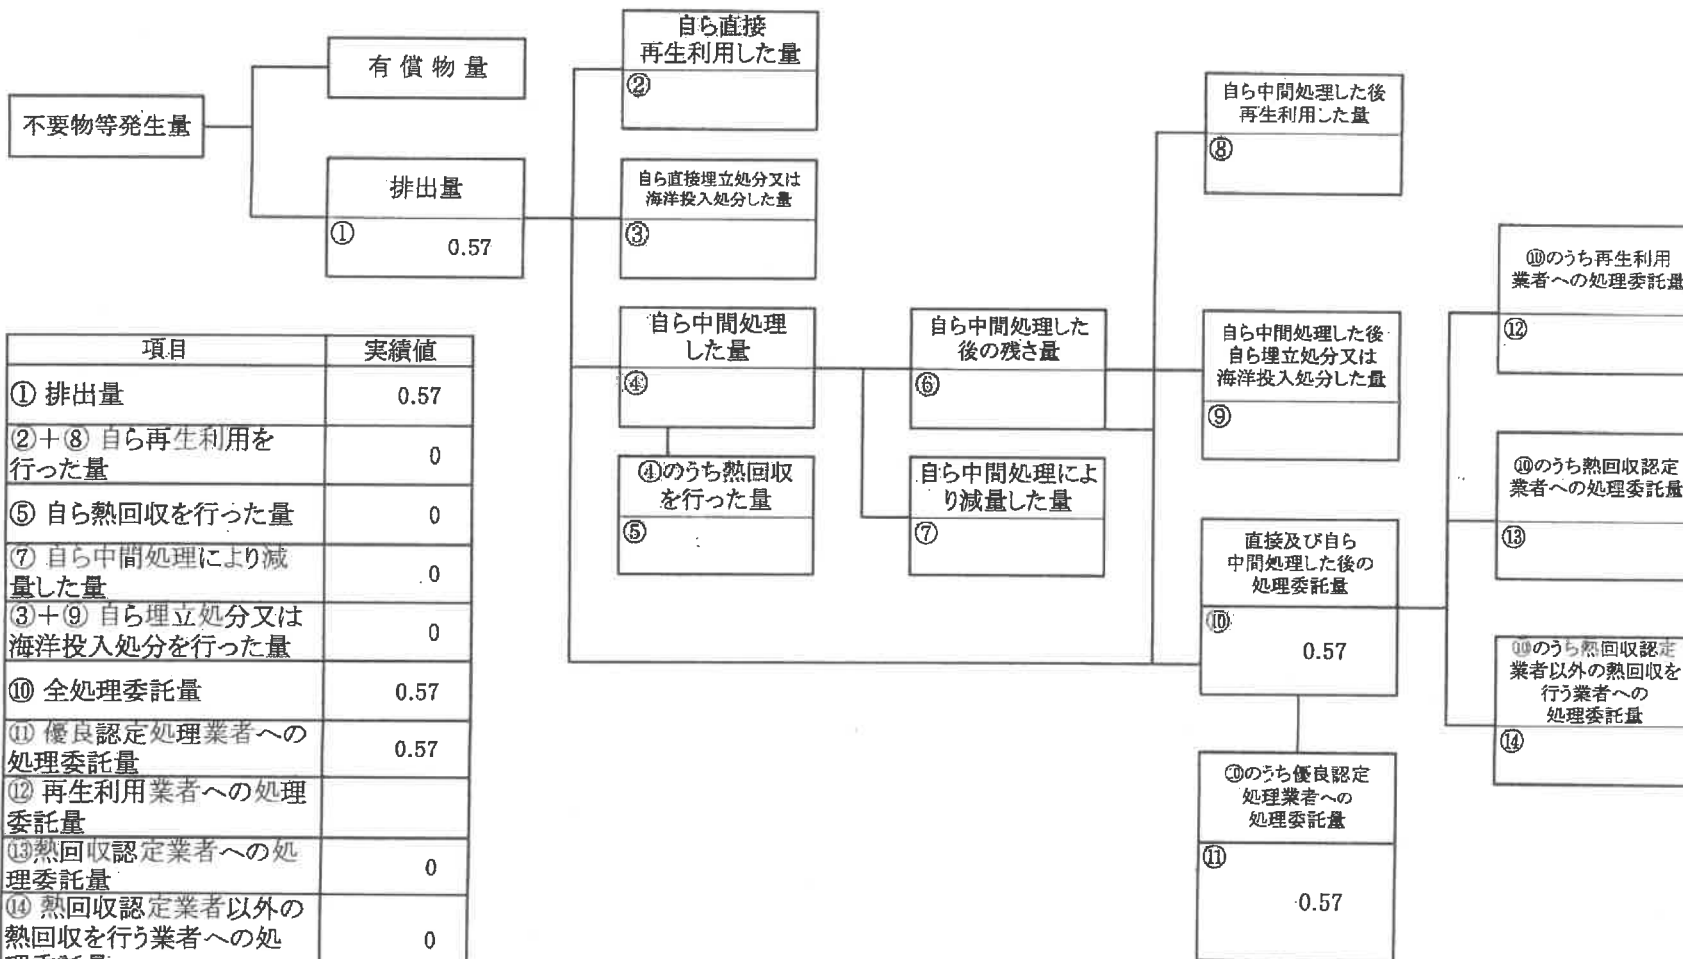 不要物等発生量
有償物量
排出量
①
0.57
自ら直接
再生利用した量
②
自ら直接埋立処分又は
海洋投入処分した量
③
自ら中間処理
した量
④
④のうち熱回収
を行った量
⑤
自ら中間処理した
後の残さ量
⑥
自ら中間処理によ
り減量した量
⑦
自ら中間処理した後
再生利用した量
⑧
自ら中間処理した後
自ら埋立処分又は
海洋投入処分した量
⑨
直接及び自ら
中間処理した後の
処理委託量
⑩
0.57
⑩のうち優良認定
処理業者への
処理委託量
⑪
0.57
⑩のうち再生利用
業者への処理委託量
⑫
⑩のうち熱回収認定
業者への処理委託量
⑬
⑩のうち熱回収認定
業者以外の熱回収を
行う業者への
処理委託量
⑭
項目 実績値
① 排出量 0.57
②+⑧ 自ら再生利用を
行った量 0
⑤ 自ら熱回収を行った量 0
⑦ 自ら中間処理により減
量した量 0
③+⑨ 自ら埋立処分又は
海洋投入処分を行った量 0
⑩ 全処理委託量 0.57
⑪ 優良認定処理業者への
処理委託量 0.57
⑫ 再生利用業者への処理
委託量
⑬熱回収認定業者への処
理委託量 0
⑭ 熱回収認定業者以外の
熱回収を行う業者への処 0